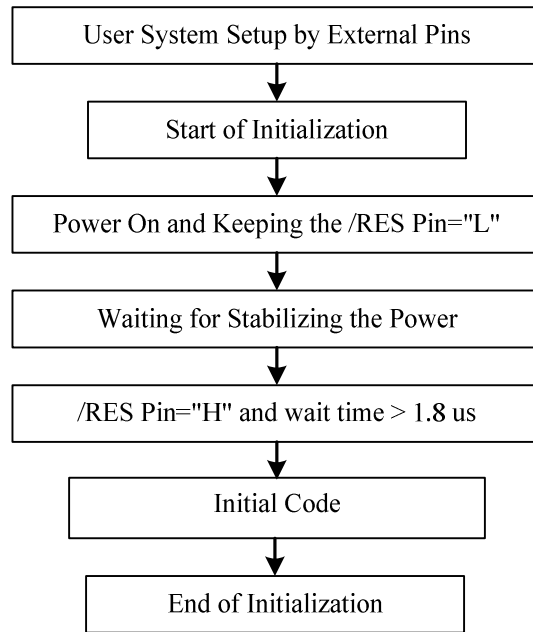 User System Setup by External Pins
Start of Initialization
Power On and Keeping the /RES Pin="L"
Waiting for Stabilizing the Power
/RES Pin="H" and wait time > 1.8 us
Initial Code
End of Initialization